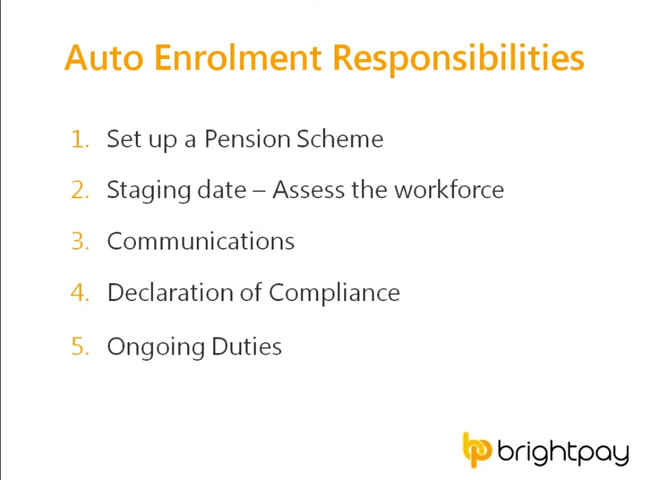 Auto Enrolment Responsibilities
1. Set up a Pension Scheme
2. Staging date – Assess the workforce
3. Communications
4. Declaration of Compliance
5. Ongoing Duties
brightpay